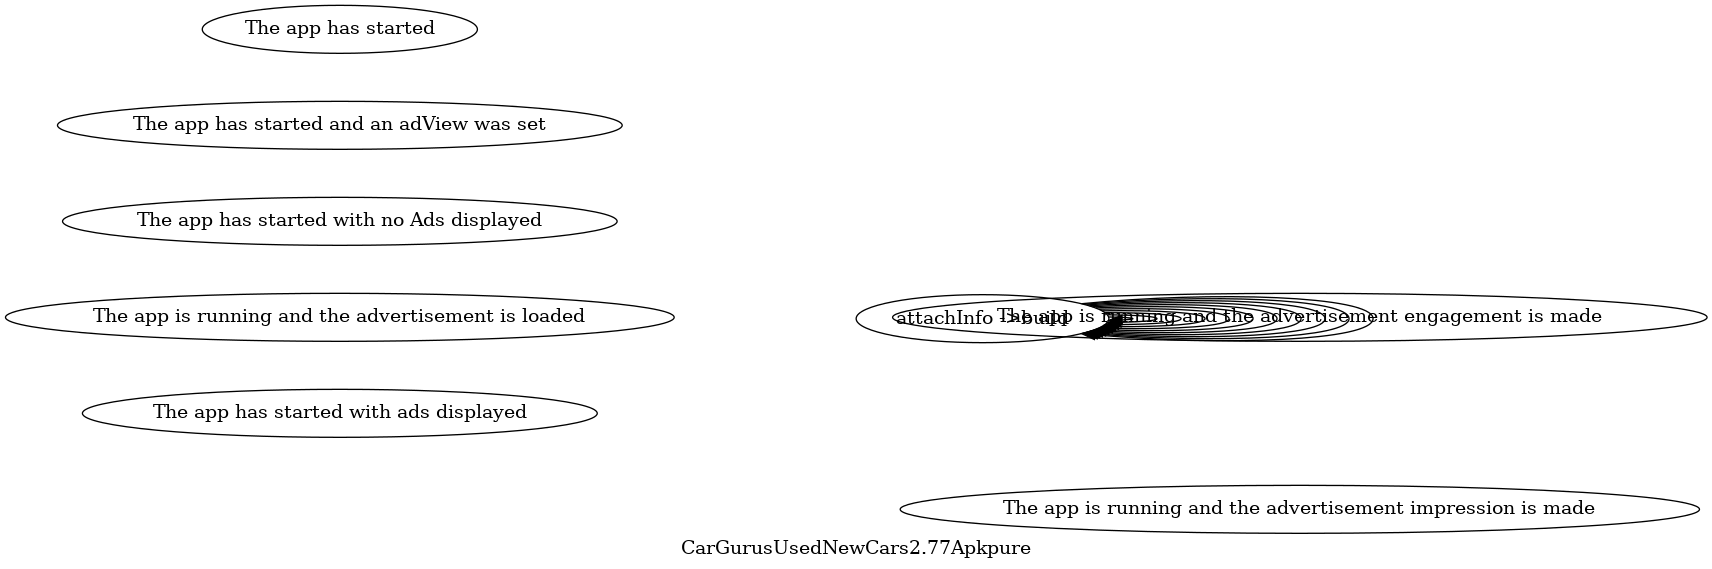 The app has started
The app has started and an adView was set
The app has started with no Ads displayed
The app is running and the advertisement is loaded
attachInfo -> build
The app is running and the advertisement engagement is made
The app has started with ads displayed
The app is running and the advertisement impression is made
CarGurusUsedNewCars2.77Apkpure